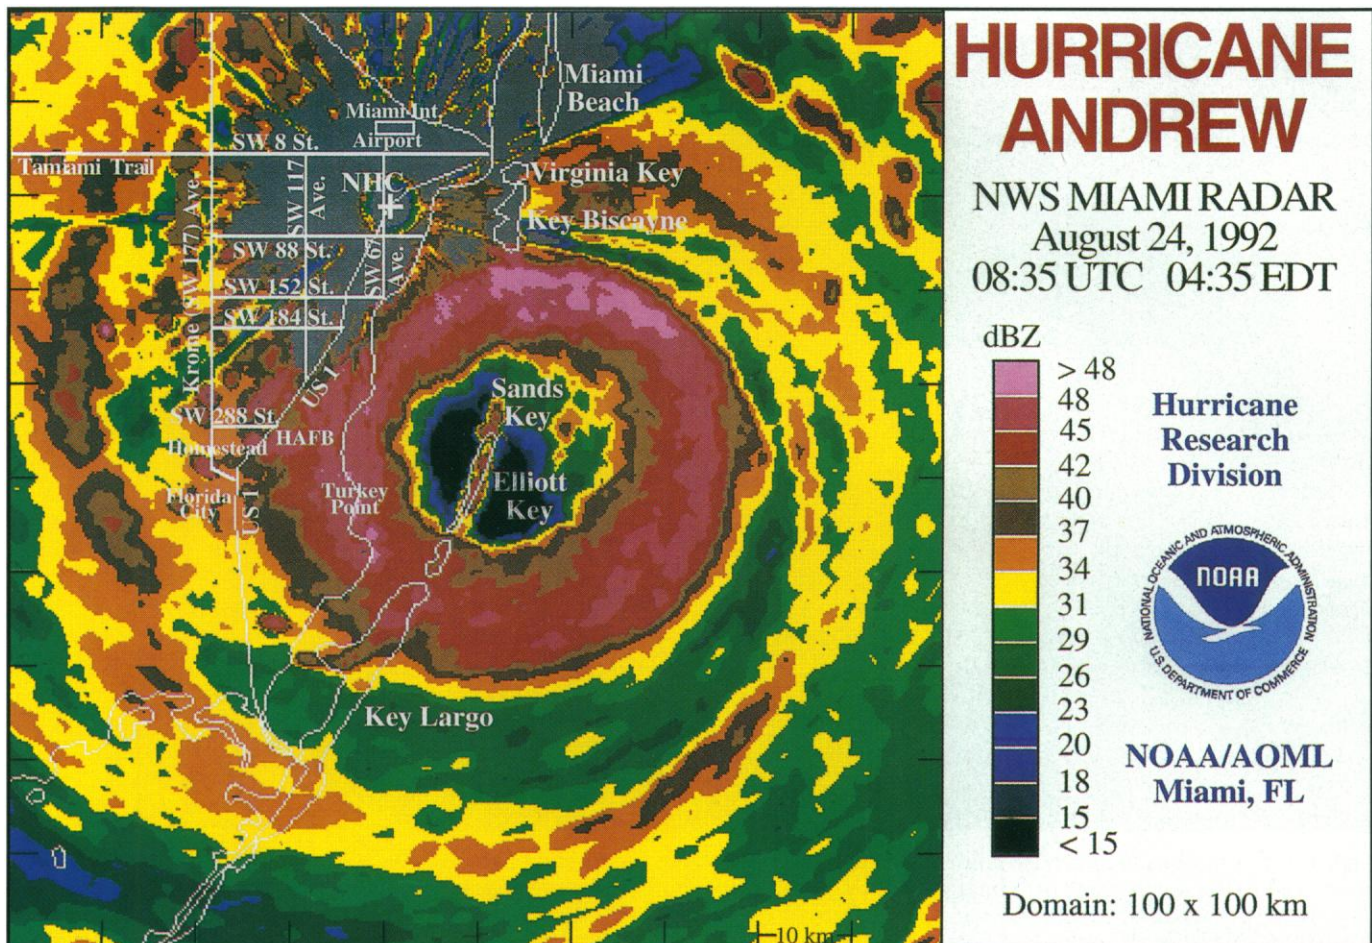 HURRICANE
ANDREW
NWS MIAMI RADAR
August 24, 1992
08:35 UTC 04:35 EDT
dBZ
> 48
48
45
42
40
37
34
31
29
26
23
20
18
15
< 15
Hurricane
Research
Division
NATIONAL OCEANIC AND ATMOSPHERIC ADMINISTRATION
U.S. DEPARTMENT OF COMMERCE
NOAA
NOAA/AOML
Miami, FL
Domain: 100 x 100 km
Miami
Beach
Miami Int.
Airport
SW 8 St.
Tamiami Trail
Krome (SW 177) Ave.
SW 117
Ave.
NHC
Virginia Key
Key Biscayne
SW 88 St.
SW 67
Ave.
SW 152 St.
SW 184 St.
US 1
SW 288 St.
HAFB
Homestead
Florida
City
US 1
Turkey
Point
Sands
Key
Elliott
Key
Key Largo
10 km